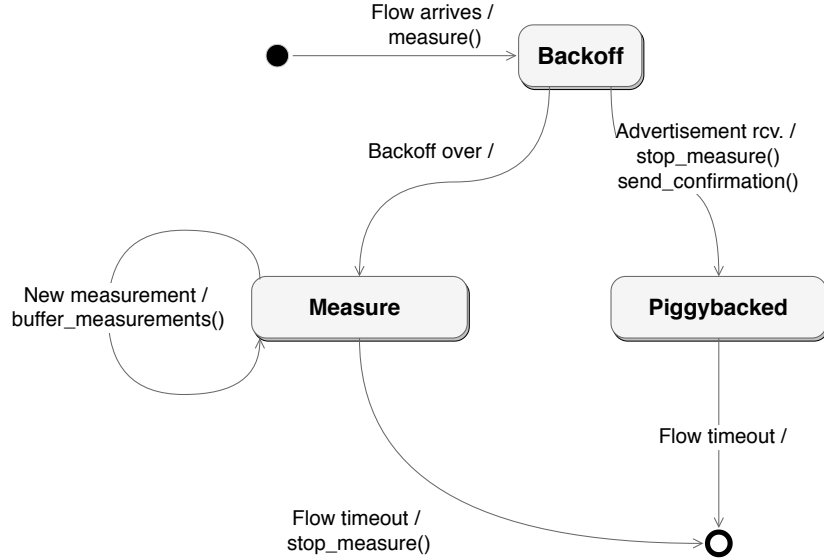 Flow arrives /
measure()
Backoff
Backoff over /
Advertisement rcv. /
stop_measure()
send_confirmation()
New measurement /
buffer_measurements()
Measure
Piggybacked
Flow timeout /
Flow timeout /
stop_measure()